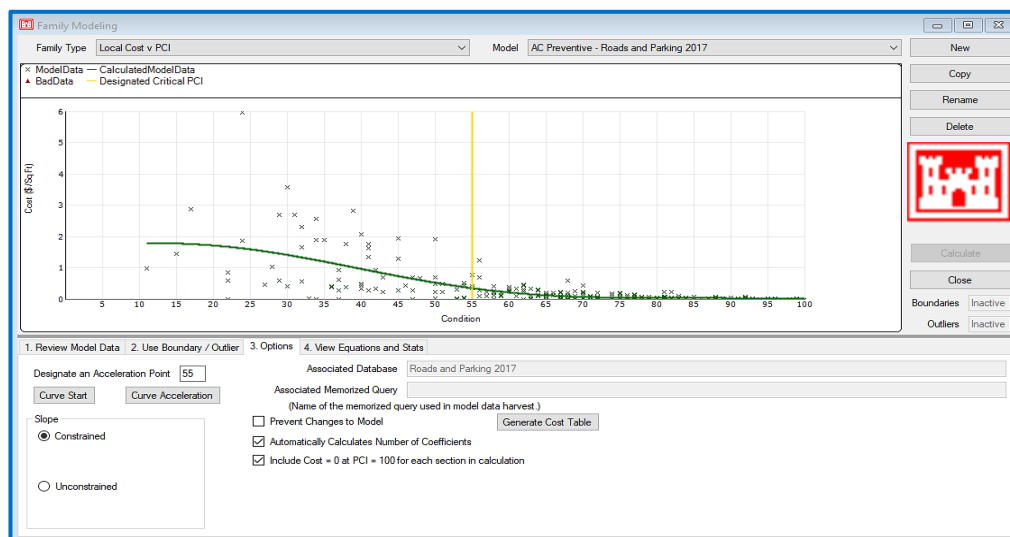 Family Modeling
Family Type Local Cost v PCI Model AC Preventive - Roads and Parking 2017 New
× ModelData — CalculatedModelData Copy
▲ BadData — Designated Critical PCI
Rename
6 Delete
5
4
Cost ($/Sq Ft)
3
2
1 Calculate
0 Close
5 10 15 20 25 30 35 40 45 50 55 60 65 70 75 80 85 90 95 100
Boundaries Inactive
Condition
Outliers Inactive
1. Review Model Data 2. Use Boundary / Outlier 3. Options 4. View Equations and Stats
Designate an Acceleration Point 55 Associated Database Roads and Parking 2017
Curve Start Curve Acceleration Associated Memorized Query
(Name of the memorized query used in model data harvest.)
Slope Prevent Changes to Model Generate Cost Table
Constrained Automatically Calculates Number of Coefficients
Include Cost = 0 at PCI = 100 for each section in calculation
Unconstrained